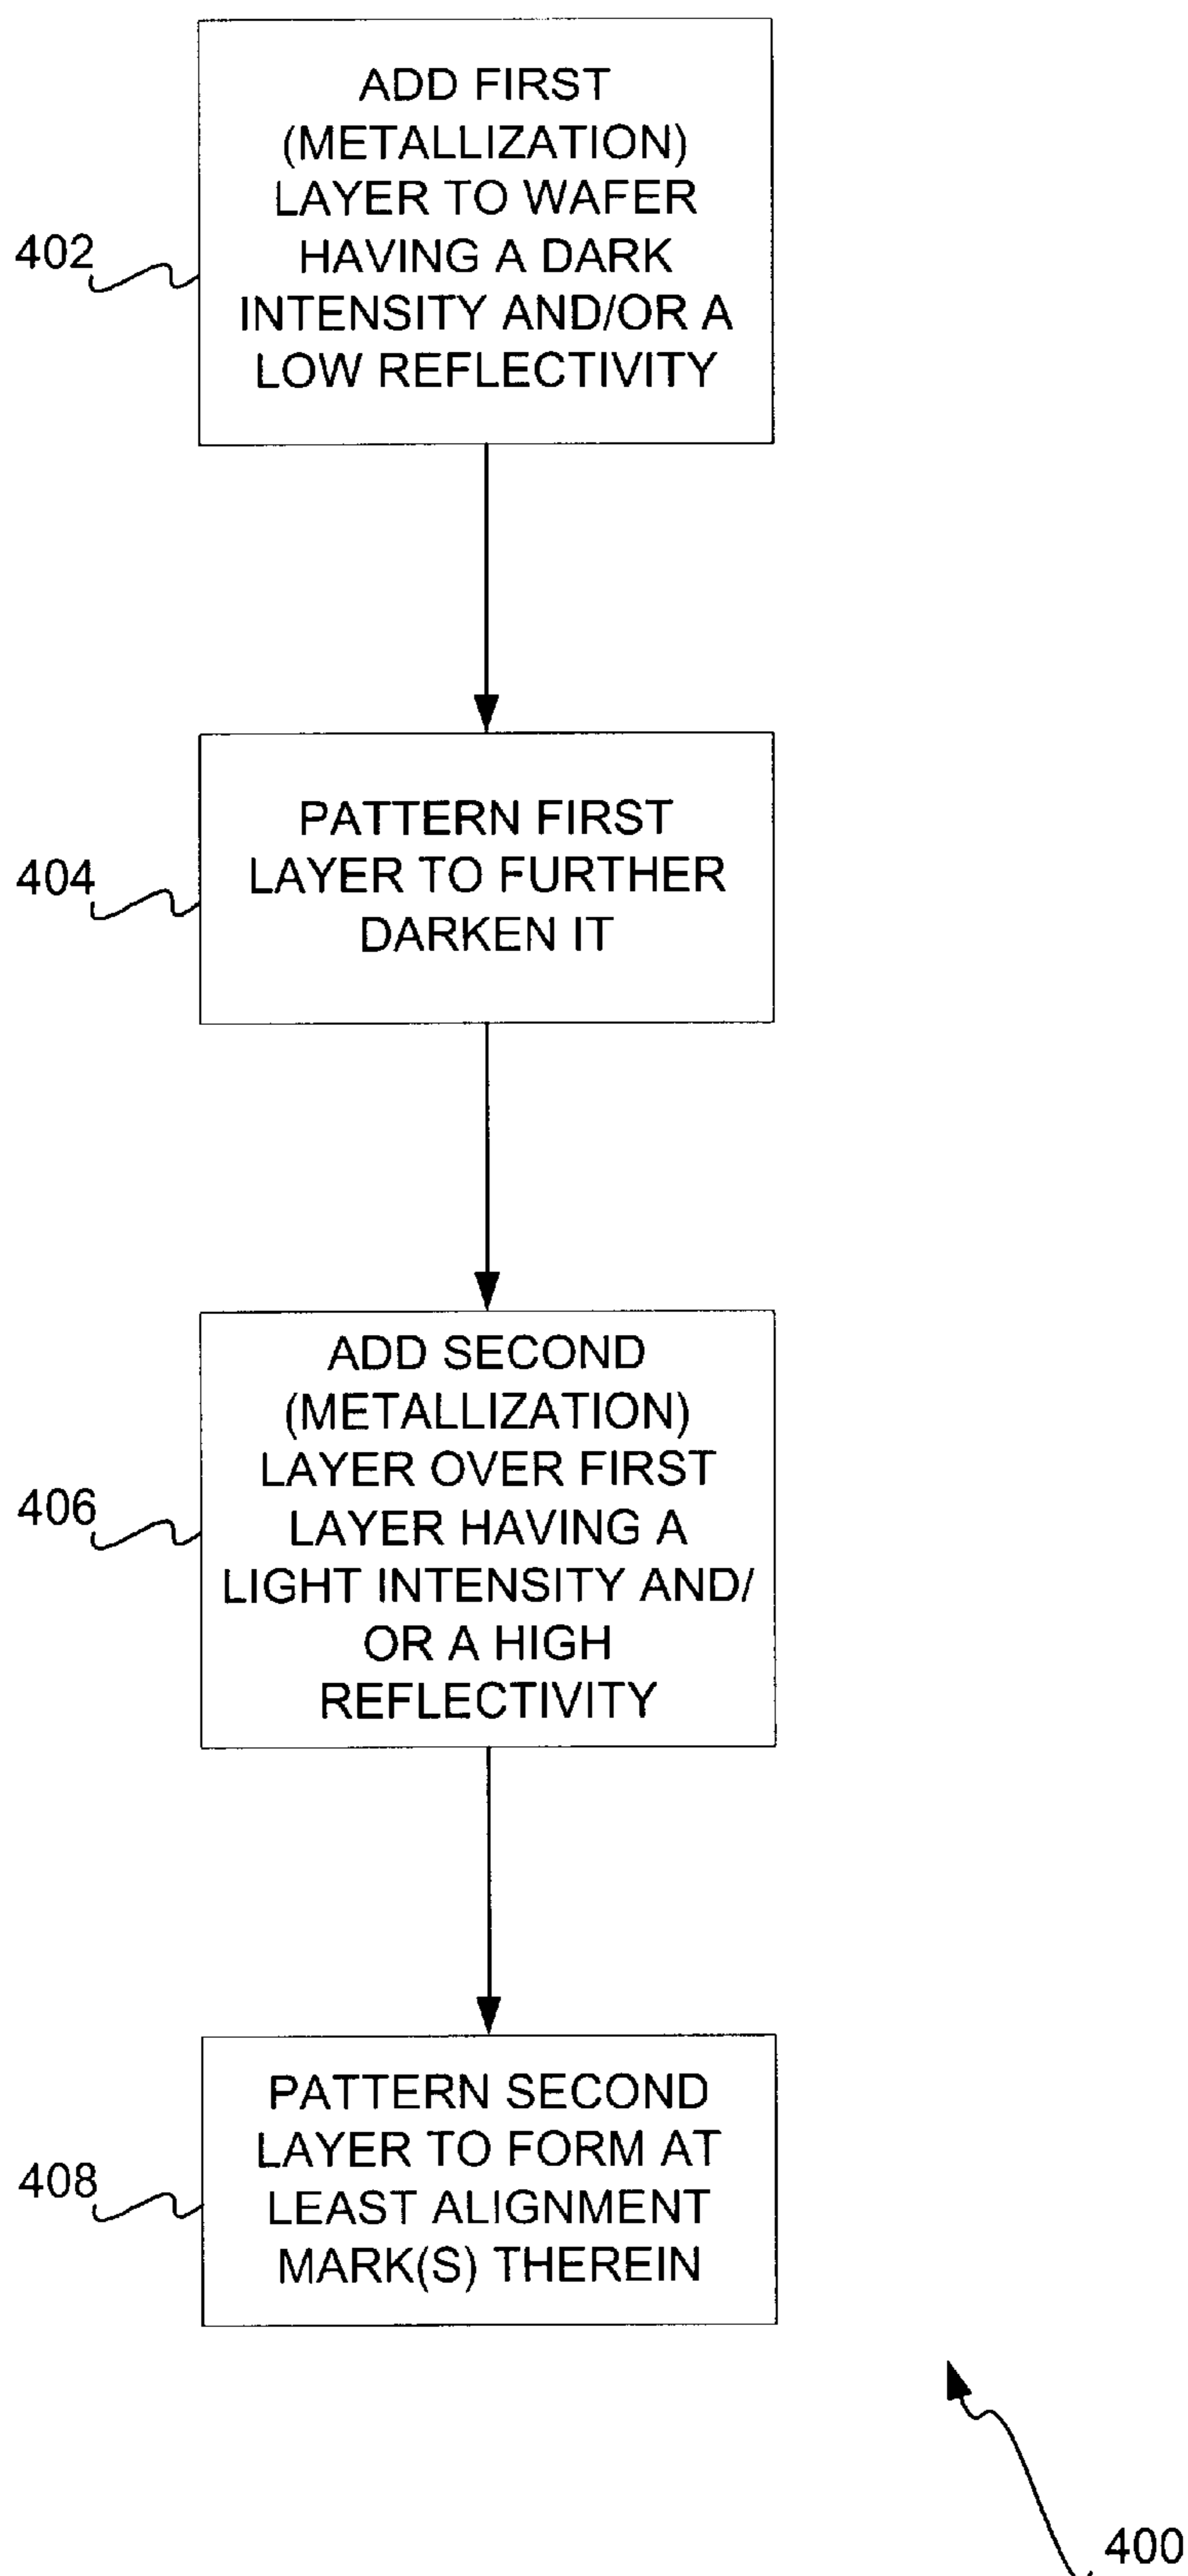 ADD FIRST
(METALLIZATION)
LAYER TO WAFER
HAVING A DARK
INTENSITY AND/OR A
LOW REFLECTIVITY
402
PATTERN FIRST
LAYER TO FURTHER
DARKEN IT
404
ADD SECOND
(METALLIZATION)
LAYER OVER FIRST
LAYER HAVING A
LIGHT INTENSITY AND/
OR A HIGH
REFLECTIVITY
406
PATTERN SECOND
LAYER TO FORM AT
LEAST ALIGNMENT
MARK(S) THEREIN
408
400